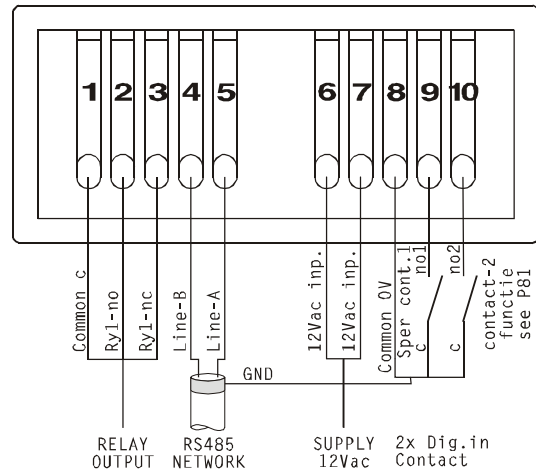 1 2 3 4 5 6 7 8 9 10
Common c
Ryl-no
Ryl-nc
Line-B
Line-A
12Vac inp.
12Vac inp.
Common 0V
Sper cont.1
no1
c
no2
c
contact-2
functie
see P81
GND
RELAY
OUTPUT
RS485
NETWORK
SUPPLY
12Vac
2x Dig.in
Contact